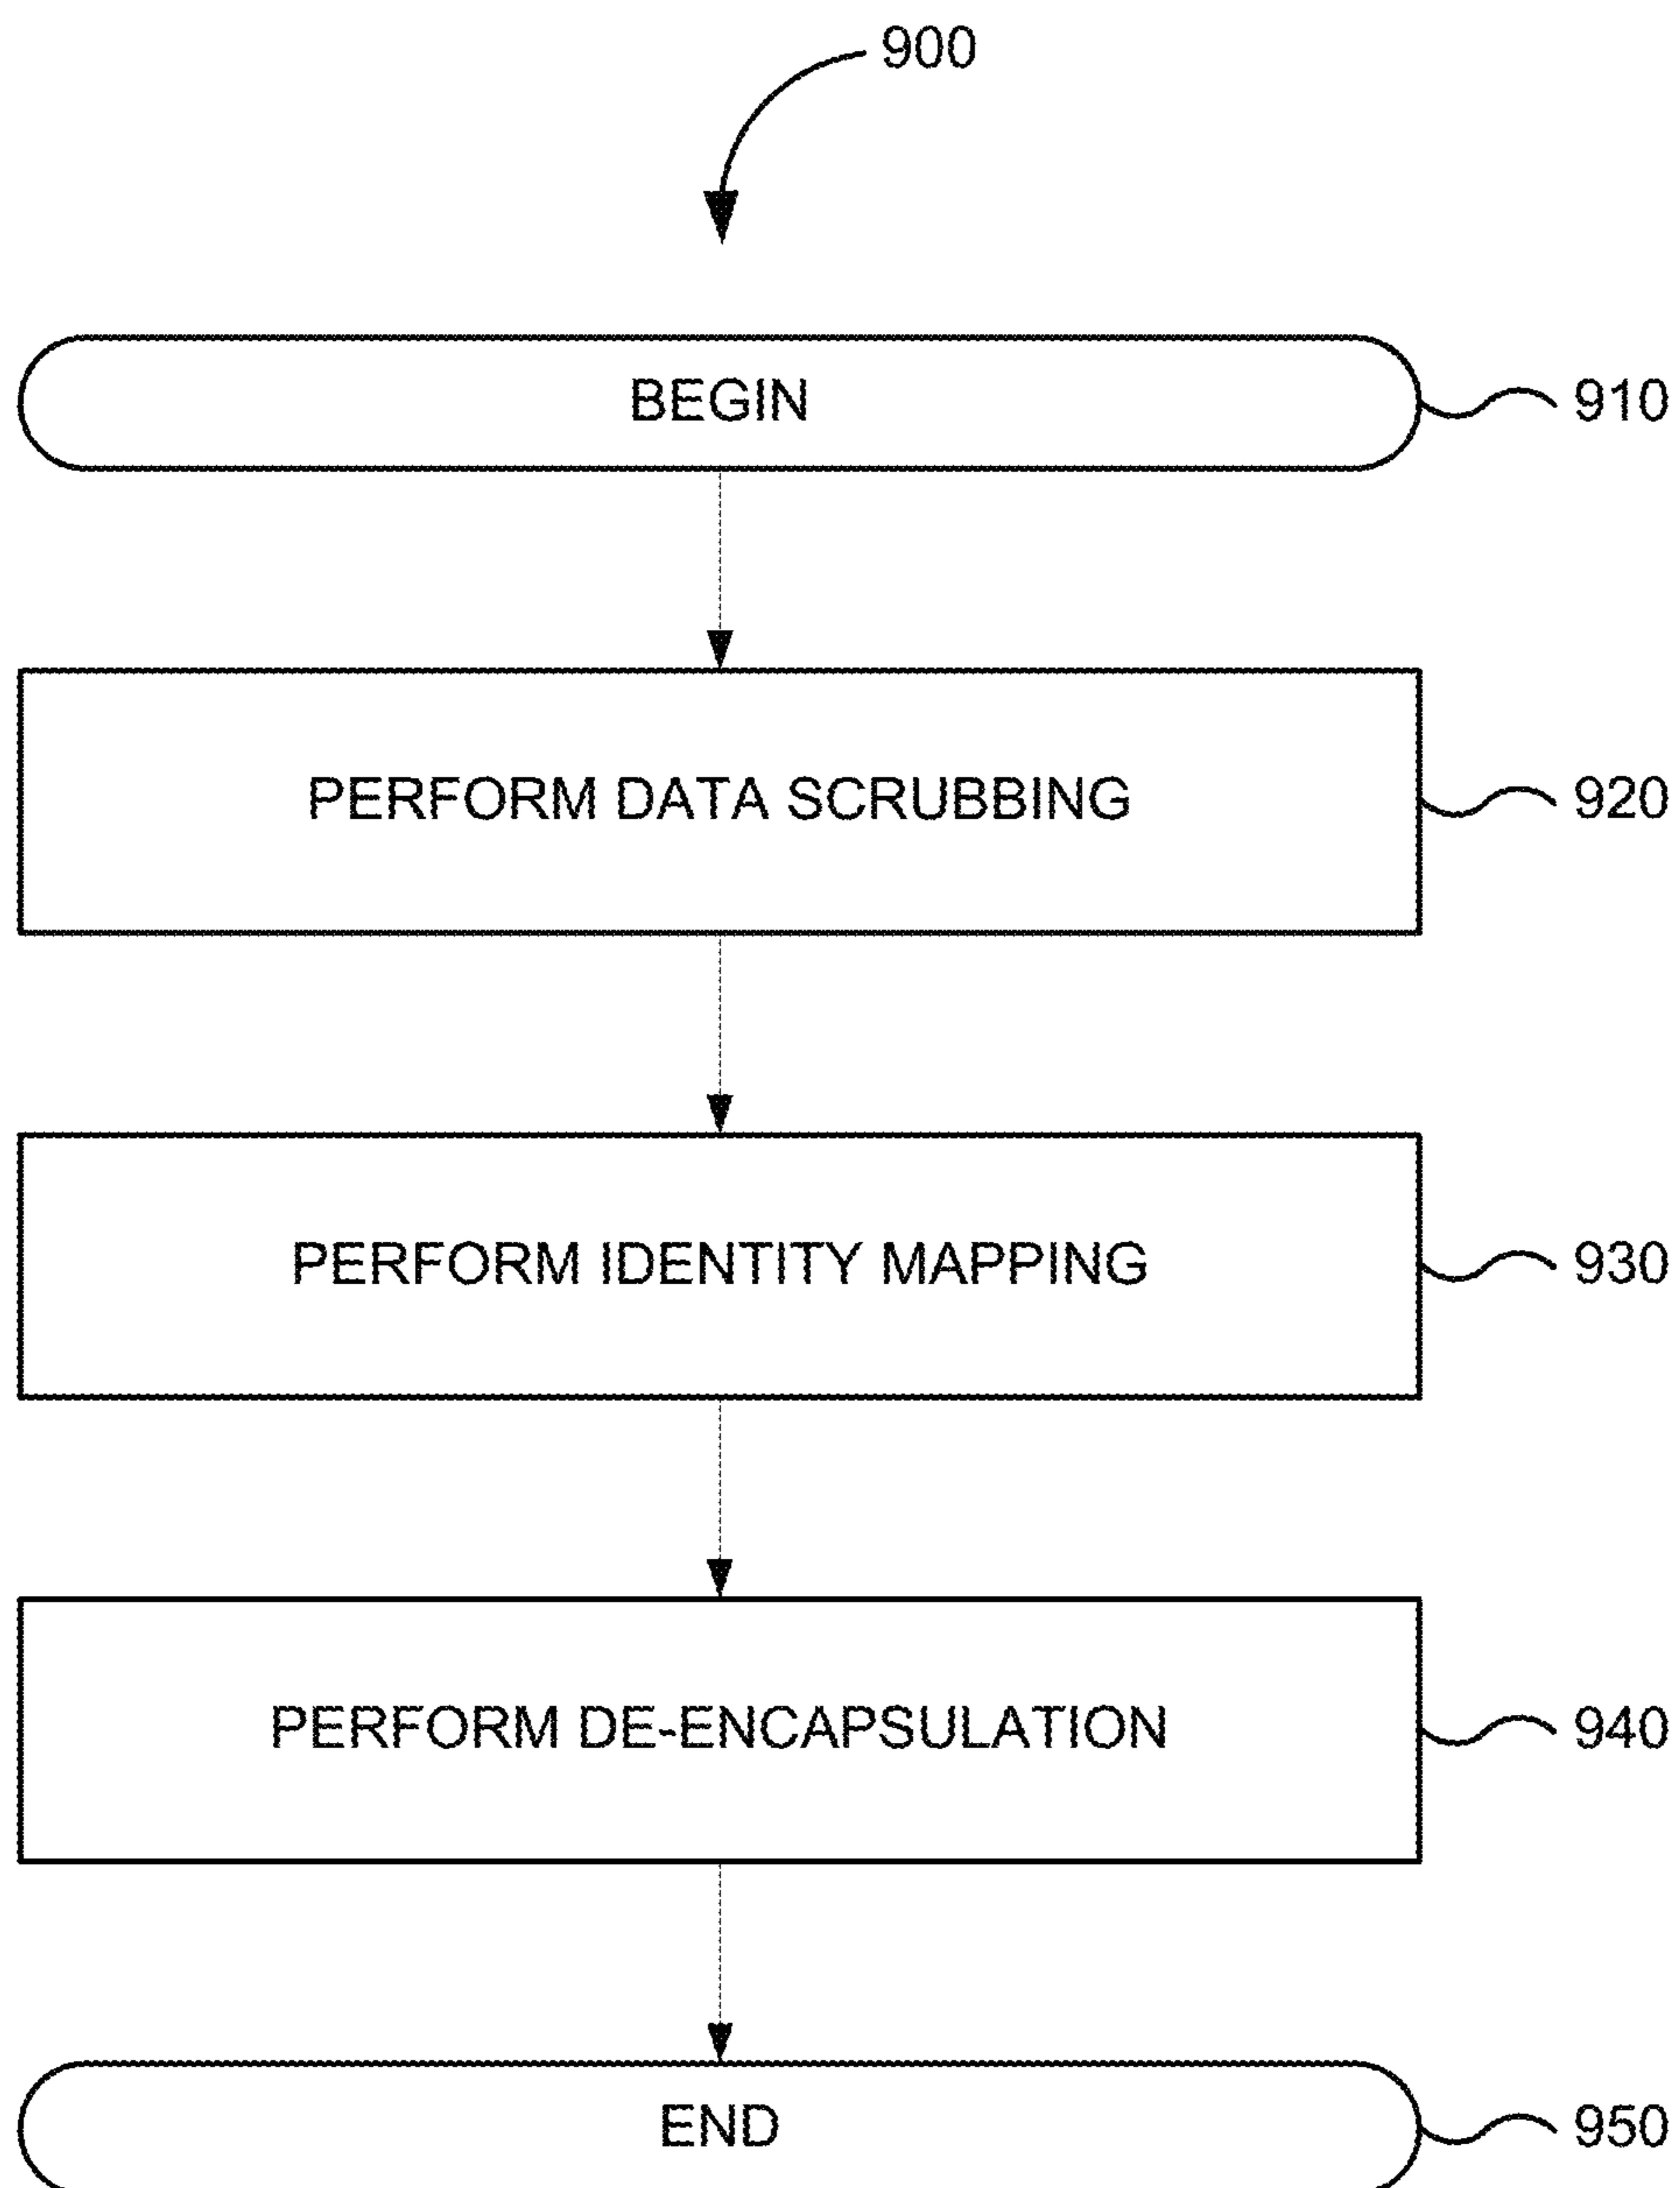 900
BEGIN
910
PERFORM DATA SCRUBBING
920
PERFORM IDENTITY MAPPING
930
PERFORM DE-ENCAPSULATION
940
END
950